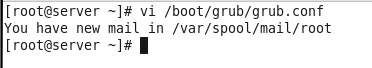 [root@server ~]# vi /boot/grub/grub.conf
You have new mail in /var/spool/mail/root
[root@server ~]#